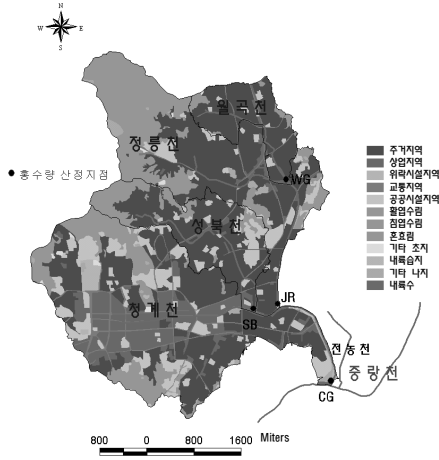 N
W E
S
월곡천
정릉천
● 홍수량 산정지점
WG
성북천
주거지역
상업지역
위락시설지역
교통지역
공공시설지역
활엽수림
침엽수림
혼효림
기타 초지
내륙습지
기타 나지
내륙수
청계천
JR
SB
전농천
중랑천
CG
800 0 800 1600 Miters